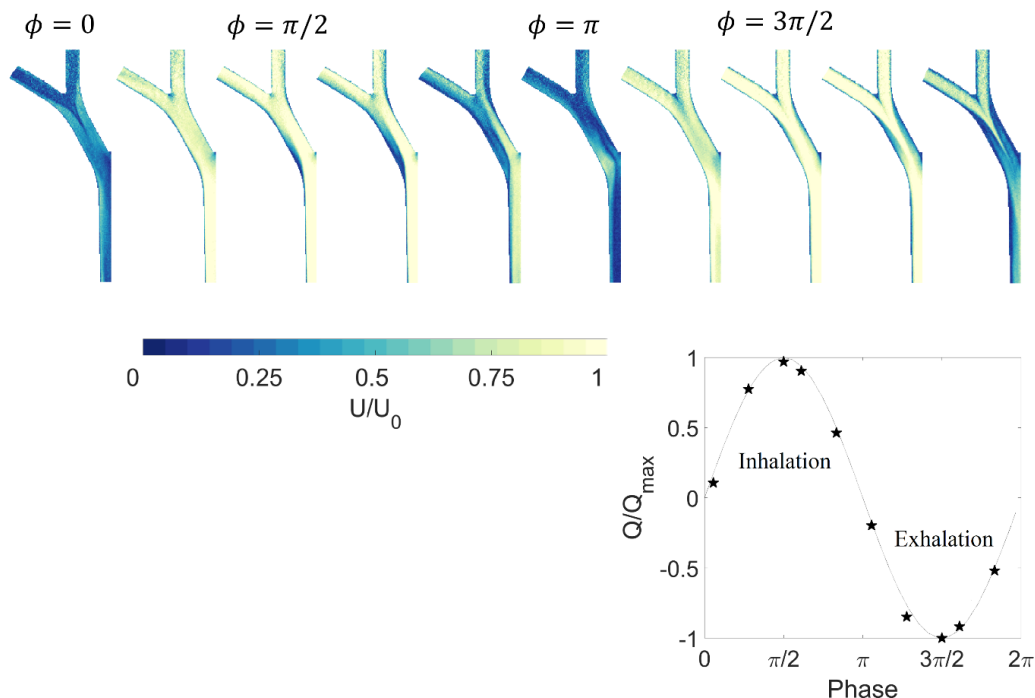 ϕ = 0 ϕ = π/2 ϕ = π ϕ = 3π/2
0 0.25 0.5 0.75 1
U/U₀
1
0.5
0
-0.5
-1
Q/Qmax
Inhalation
Exhalation
0 π/2 π 3π/2 2π
Phase